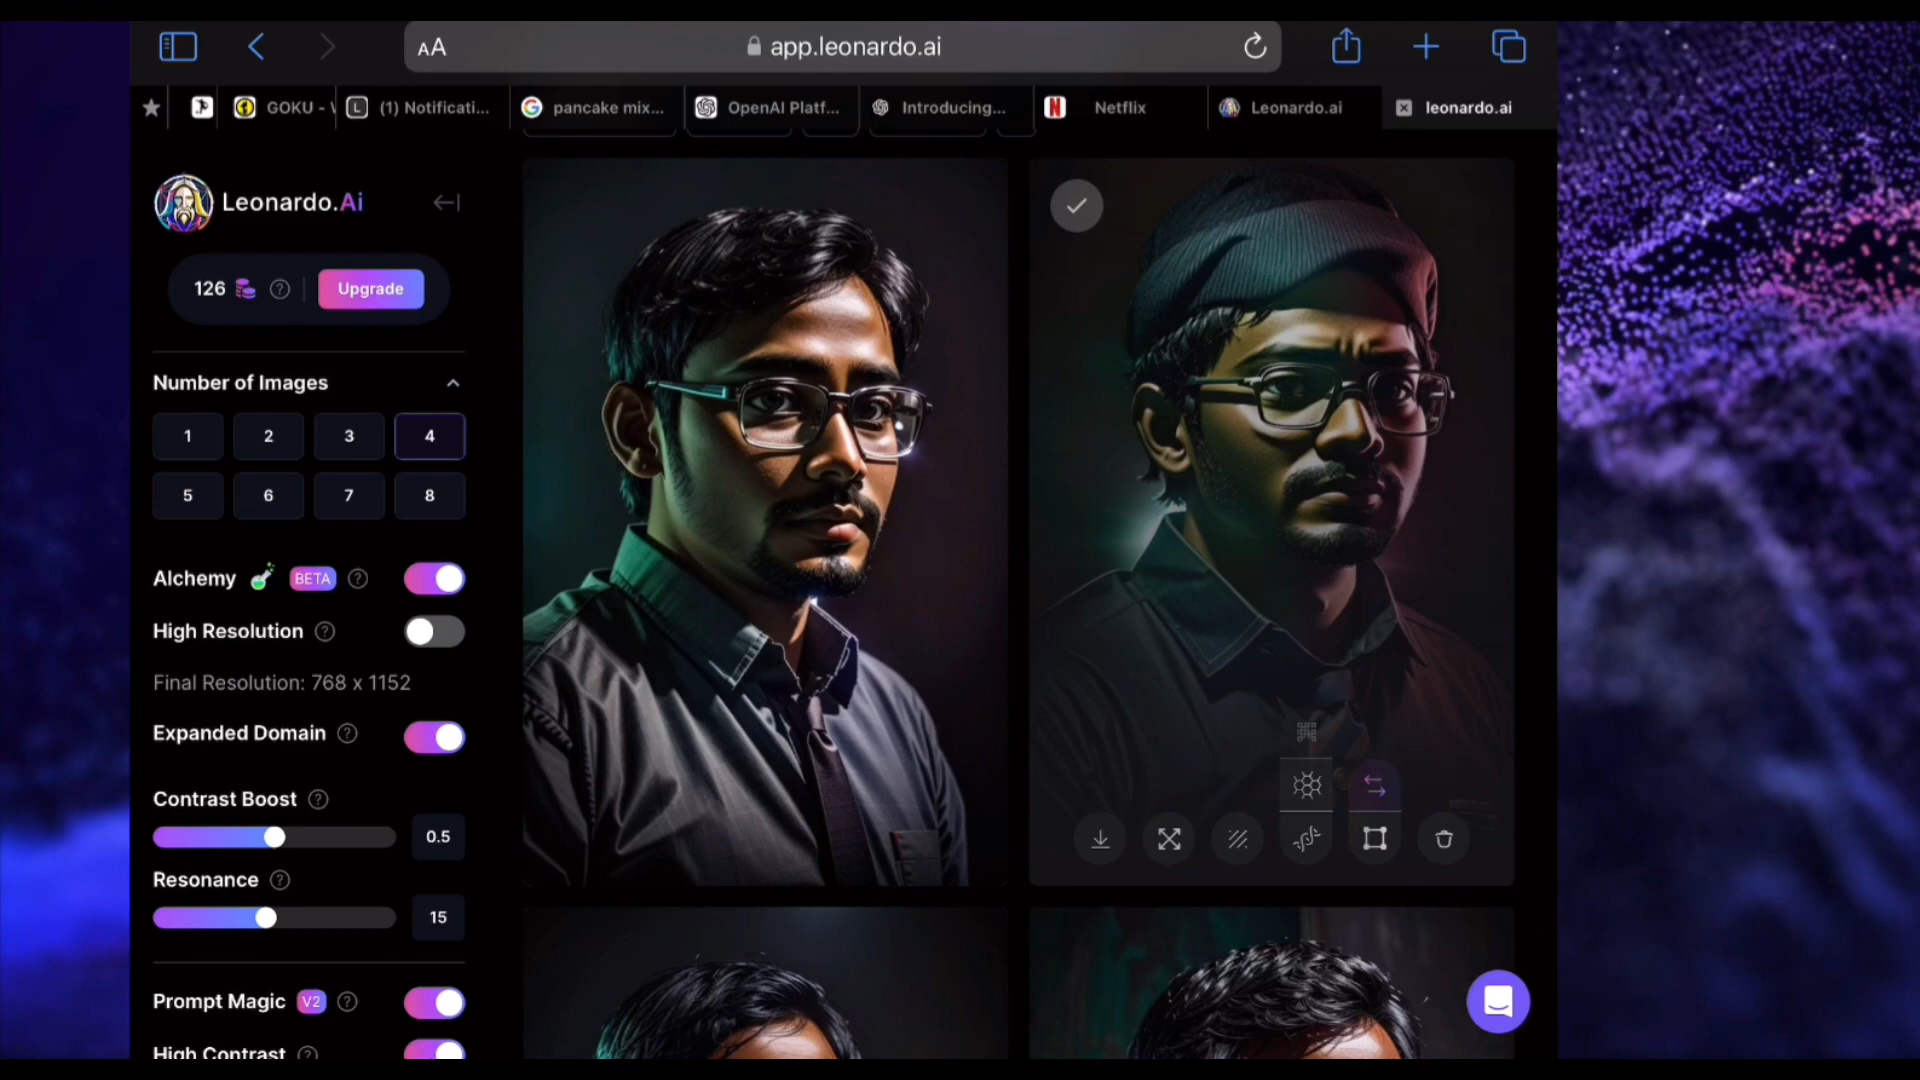 AA
app.leonardo.ai
GOKU -
L
(1) Notificati...
pancake mix...
OpenAI Platf...
Introducing...
N
Netflix
Leonardo.ai
leonardo.ai
Leonardo.Ai
126
?
Upgrade
Number of Images
1 2 3 4
5 6 7 8
Alchemy BETA ?
High Resolution ?
Final Resolution: 768 x 1152
Expanded Domain ?
Contrast Boost ?
0.5
Resonance ?
15
Prompt Magic V2 ?
High Contrast ?